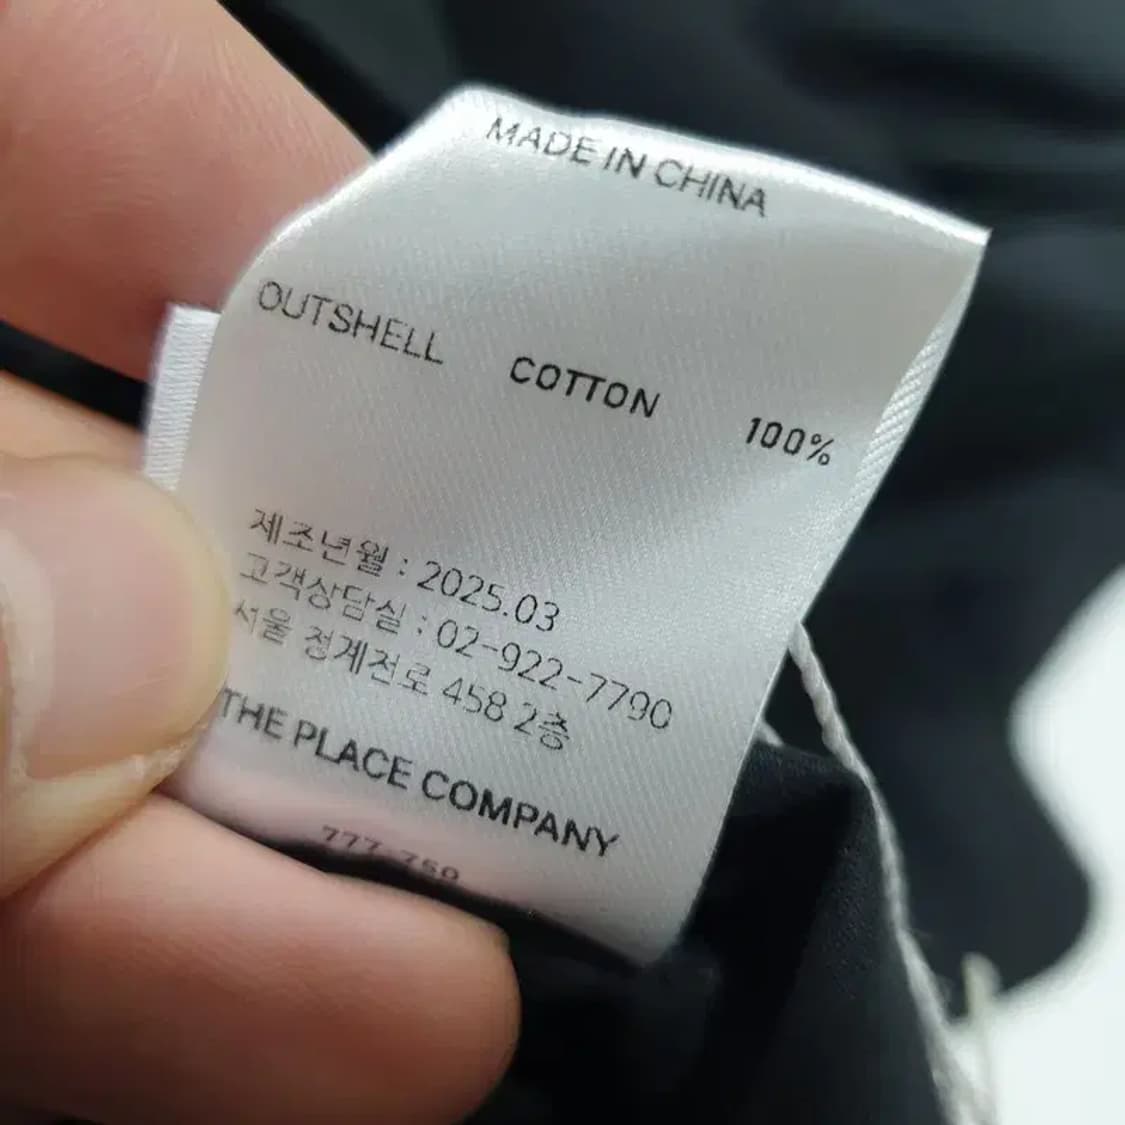 MADE IN CHINA
OUTSHELL COTTON 100%
제조년월 : 2025.03
고객상담실 : 02-922-7790
서울 청계천로 458 2층
THE PLACE COMPANY